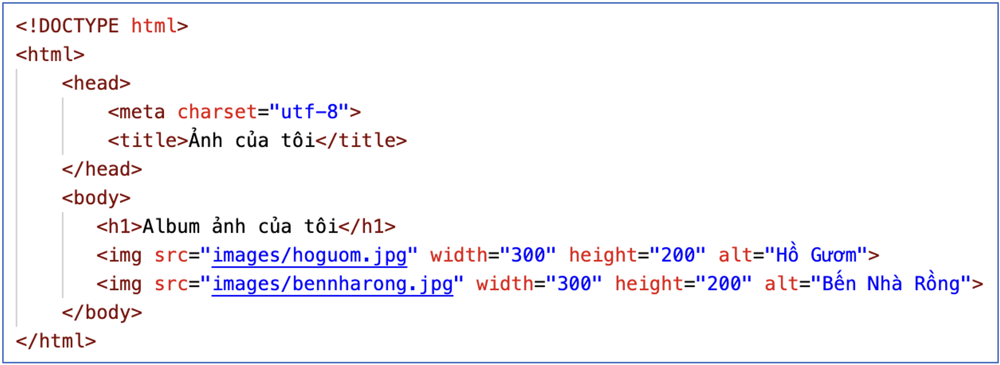 <!DOCTYPE html>
<html>
<head>
<meta charset="utf-8">
<title>Ảnh của tôi</title>
</head>
<body>
<h1>Album ảnh của tôi</h1>
<img src="images/hoguom.jpg" width="300" height="200" alt="Hồ Gươm">
<img src="images/bennharong.jpg" width="300" height="200" alt="Bến Nhà Rồng">
</body>
</html>